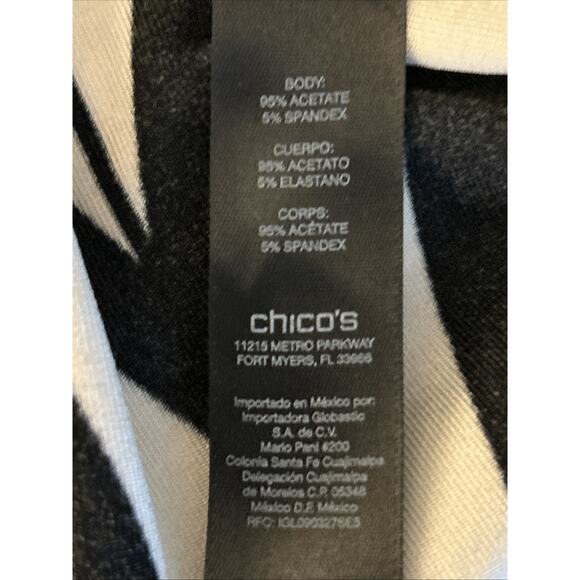 BODY:
95% ACETATE
5% SPANDEX
CUERPO:
95% ACETATO
5% ELASTANO
CORPS:
95% ACÉTATE
5% SPANDEX
chico's
11215 METRO PARKWAY
FORT MYERS, FL 33966
Importado en México por:
Importadora Globastic
S.A. de C.V.
Mario Pani #200
Colonia Santa Fe Cuajimalpa
Delegación Cuajimalpa
de Morelos C.P. 05348
México D.F. México
RFC: IGL0903276E5